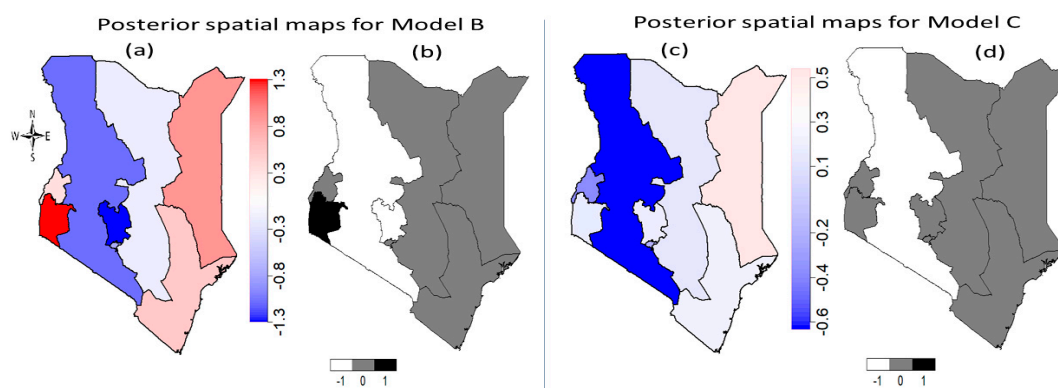 Posterior spatial maps for Model B
(a)
(b)
N
W E
S
1.3
0.8
0.3
-0.3
-0.8
-1.3
-1 0 1
Posterior spatial maps for Model C
(c)
(d)
0.5
0.3
0.1
-0.2
-0.4
-0.6
-1 0 1